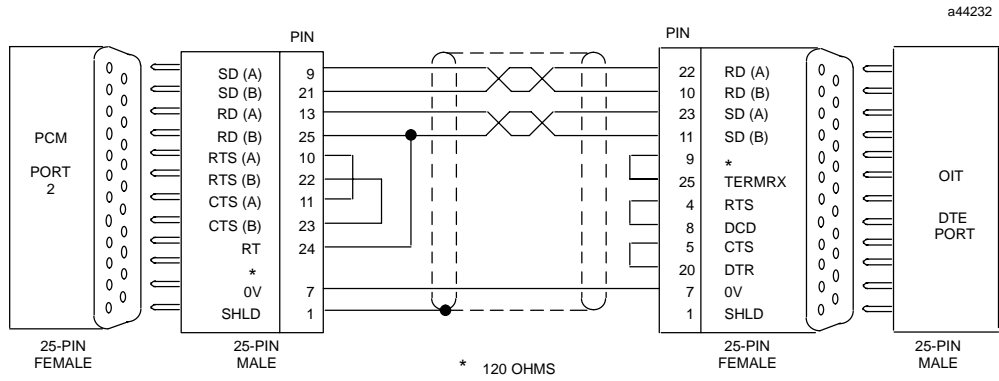 a44232
PIN
PIN
PCM
PORT
2
SD (A) 9
SD (B) 21
RD (A) 13
RD (B) 25
RTS (A) 10
RTS (B) 22
CTS (A) 11
CTS (B) 23
RT 24
*
0V 7
SHLD 1
22 RD (A)
10 RD (B)
23 SD (A)
11 SD (B)
9 *
25 TERMRX
4 RTS
8 DCD
5 CTS
20 DTR
7 0V
1 SHLD
OIT
DTE
PORT
25-PIN
FEMALE
25-PIN
MALE
* 120 OHMS
25-PIN
FEMALE
25-PIN
MALE